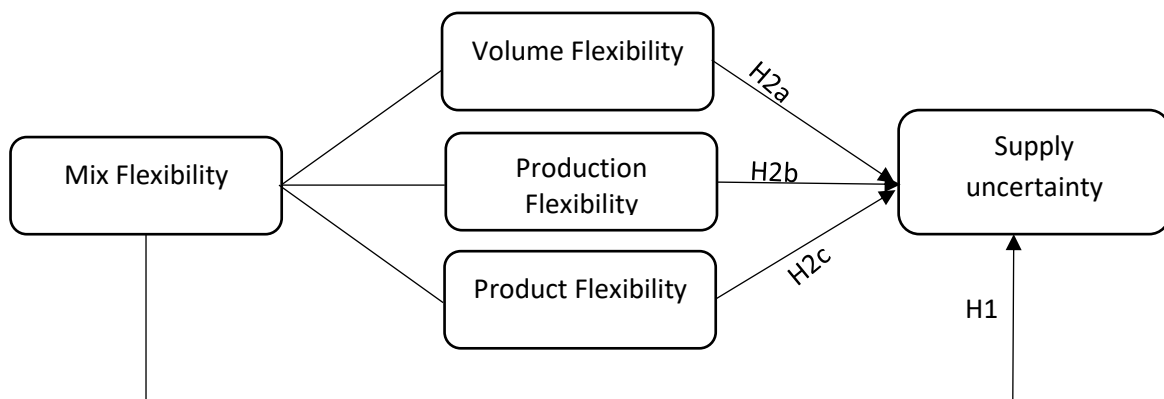 Volume Flexibility
H2a
Mix Flexibility
Production
Flexibility
H2b
Supply
uncertainty
Product Flexibility
H2c
H1